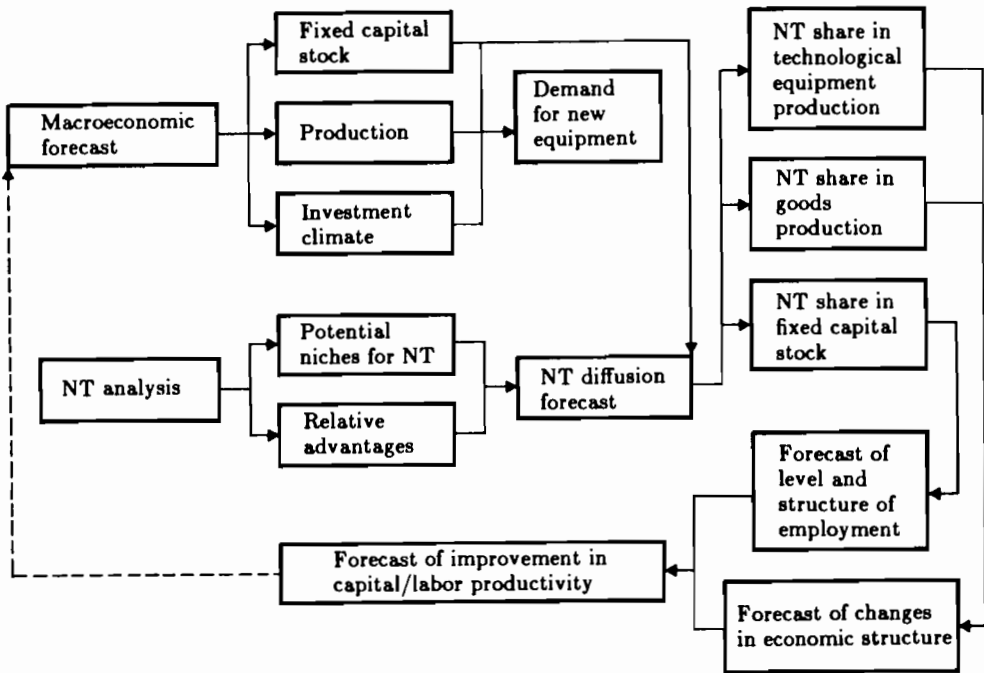 Fixed capital
stock
NT share in
technological
equipment
production
Macroeconomic
forecast
Production
Demand
for new
equipment
Investment
climate
NT share in
goods
production
NT share in
fixed capital
stock
NT analysis
Potential
niches for NT
Relative
advantages
NT diffusion
forecast
Forecast of
level and
structure of
employment
Forecast of improvement in
capital/labor productivity
Forecast of changes
in economic structure